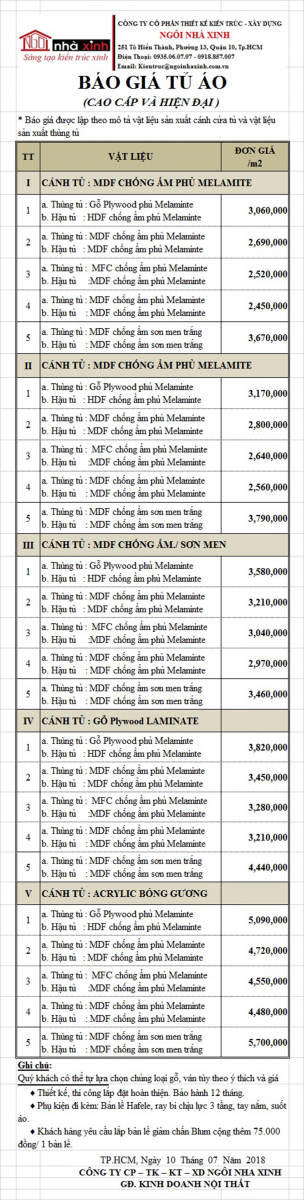 CÔNG TY CỔ PHẦN THIẾT KẾ KIẾN TRÚC - XÂY DỰNG
NGÔI NHÀ XINH
NGÔI nhà xinh
Sáng tạo kiến trúc xinh
251 Tô Hiến Thành, Phường 13, Quận 10, Tp.HCM
Điện Thoại: 0935.06.07.07 - 0918.857.007
Email: Kientruc@ngoinhaxinh.com.vn
BÁO GIÁ TỦ ÁO
(CAO CẤP VÀ HIỆN ĐẠI )
* Báo giá được lập theo mô tả vật liệu sản xuất cánh cửa tủ và vật liệu
sản xuất thùng tủ
TT VẬT LIỆU ĐƠN GIÁ /m2
I CÁNH TỦ : MDF CHỐNG ẨM PHỦ MELAMITE
1 a. Thùng tủ : Gỗ Plywood phủ Melaminte 3,060,000
b. Hậu tủ : HDF chống ẩm phủ Melaminte
2 a. Thùng tủ : MDF chống ẩm phủ Melaminte 2,690,000
b. Hậu tủ : MDF chống ẩm phủ Melaminte
3 a. Thùng tủ : MFC chống ẩm phủ Melaminte 2,520,000
b. Hậu tủ :MDF chống ẩm phủ Melaminte
4 a. Thùng tủ : MDF chống ẩm phủ Melaminte 2,450,000
b. Hậu tủ : MDF chống ẩm phủ Melaminte
5 a. Thùng tủ : MDF chống ẩm sơn men trắng 3,670,000
b. Hậu tủ : MDF chống ẩm sơn men trắng
II CÁNH TỦ : MDF CHỐNG ẨM PHỦ MELAMITE
1 a. Thùng tủ : Gỗ Plywood phủ Melaminte 3,170,000
b. Hậu tủ : HDF chống ẩm phủ Melaminte
2 a. Thùng tủ : MDF chống ẩm phủ Melaminte 2,800,000
b. Hậu tủ : MDF chống ẩm phủ Melaminte
3 a. Thùng tủ : MFC chống ẩm phủ Melaminte 2,640,000
b. Hậu tủ :MDF chống ẩm phủ Melaminte
4 a. Thùng tủ : MDF chống ẩm phủ Melaminte 2,560,000
b. Hậu tủ : MDF chống ẩm phủ Melaminte
5 a. Thùng tủ : MDF chống ẩm sơn men trắng 3,790,000
b. Hậu tủ : MDF chống ẩm sơn men trắng
III CÁNH TỦ : MDF CHỐNG ẨM./ SƠN MEN
1 a. Thùng tủ : Gỗ Plywood phủ Melaminte 3,580,000
b. Hậu tủ : HDF chống ẩm phủ Melaminte
2 a. Thùng tủ : MDF chống ẩm phủ Melaminte 3,210,000
b. Hậu tủ : MDF chống ẩm phủ Melaminte
3 a. Thùng tủ : MFC chống ẩm phủ Melaminte 3,040,000
b. Hậu tủ :MDF chống ẩm phủ Melaminte
4 a. Thùng tủ : MDF chống ẩm phủ Melaminte 2,970,000
b. Hậu tủ : MDF chống ẩm phủ Melaminte
5 a. Thùng tủ : MDF chống ẩm sơn men trắng 3,460,000
b. Hậu tủ : MDF chống ẩm sơn men trắng
IV CÁNH TỦ : GỖ Plywood LAMINATE
1 a. Thùng tủ : Gỗ Plywood phủ Melaminte 3,820,000
b. Hậu tủ : HDF chống ẩm phủ Melaminte
2 a. Thùng tủ : MDF chống ẩm phủ Melaminte 3,450,000
b. Hậu tủ : MDF chống ẩm phủ Melaminte
3 a. Thùng tủ : MFC chống ẩm phủ Melaminte 3,280,000
b. Hậu tủ :MDF chống ẩm phủ Melaminte
4 a. Thùng tủ : MDF chống ẩm phủ Melaminte 3,210,000
b. Hậu tủ : MDF chống ẩm phủ Melaminte
5 a. Thùng tủ : MDF chống ẩm sơn men trắng 4,440,000
b. Hậu tủ : MDF chống ẩm sơn men trắng
V CÁNH TỦ : ACRYLIC BÓNG GƯƠNG
1 a. Thùng tủ : Gỗ Plywood phủ Melaminte 5,090,000
b. Hậu tủ : HDF chống ẩm phủ Melaminte
2 a. Thùng tủ : MDF chống ẩm phủ Melaminte 4,720,000
b. Hậu tủ : MDF chống ẩm phủ Melaminte
3 a. Thùng tủ : MFC chống ẩm phủ Melaminte 4,550,000
b. Hậu tủ :MDF chống ẩm phủ Melaminte
4 a. Thùng tủ : MDF chống ẩm phủ Melaminte 4,480,000
b. Hậu tủ : MDF chống ẩm phủ Melaminte
5 a. Thùng tủ : MDF chống ẩm sơn men trắng 5,700,000
b. Hậu tủ : MDF chống ẩm sơn men trắng
Ghi chú:
Quý khách có thể tự lựa chọn chủng loại gỗ, vân tùy theo ý thích và giá
♦ Thiết kế, thi công lắp đặt hoàn thiện. Bảo hành 12 tháng.
♦ Phụ kiện đi kèm: Bản lề Hafele, ray bi chịu lực 3 tầng, tay nắm, suốt
áo.
♦ Khách hàng yêu cầu lắp bản lề giảm chấn Blum cộng thêm 75.000
đồng/ 1 bản lề.
TP.HCM, Ngày 10 Tháng 07 Năm 2018
CÔNG TY CP – TK – KT – XD NGÔI NHÀ XINH
GĐ. KINH DOANH NỘI THẤT